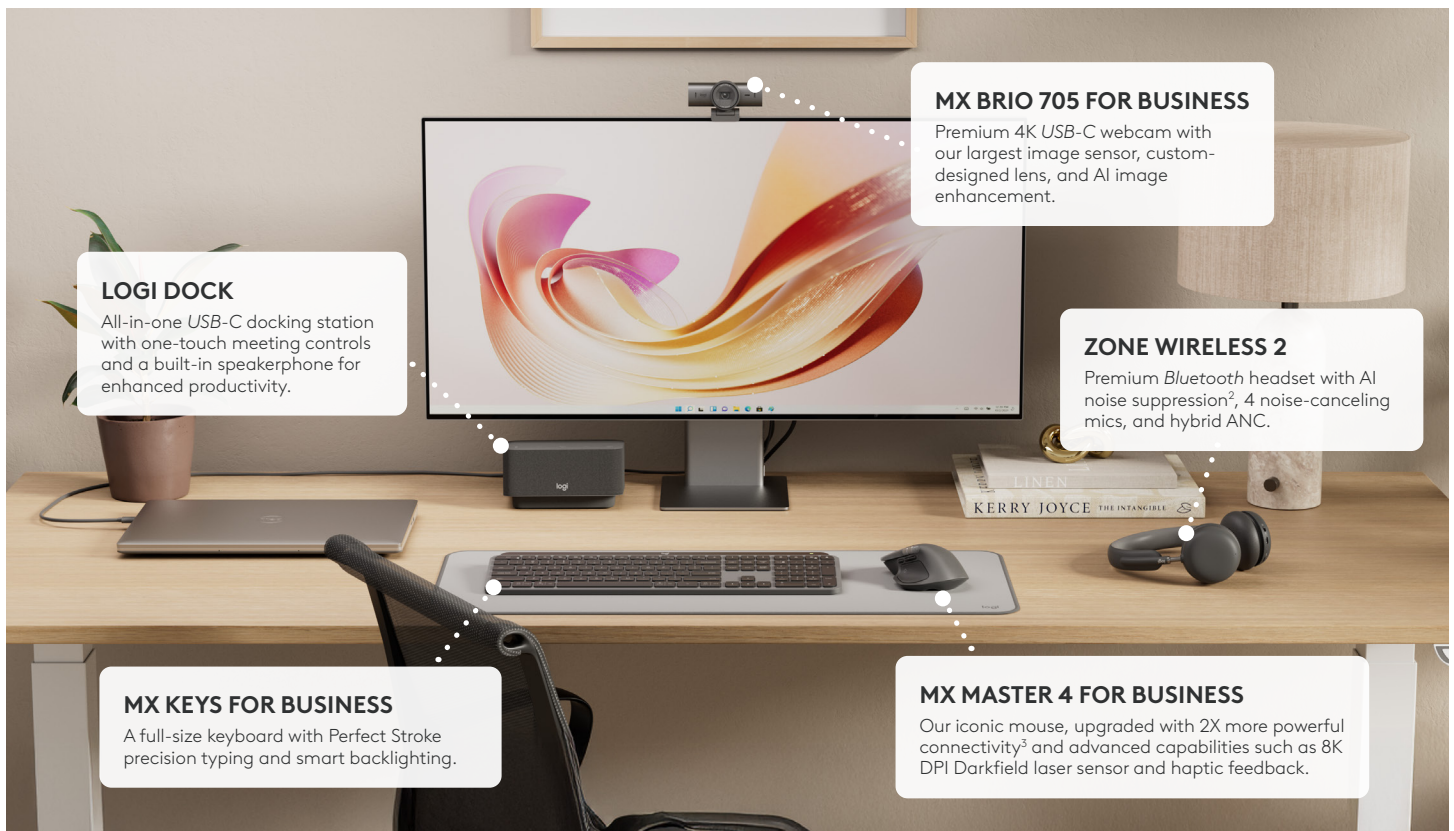 MX BRIO 705 FOR BUSINESS
Premium 4K USB-C webcam with
our largest image sensor, custom-
designed lens, and AI image
enhancement.
LOGI DOCK
All-in-one USB-C docking station
with one-touch meeting controls
and a built-in speakerphone for
enhanced productivity.
ZONE WIRELESS 2
Premium Bluetooth headset with AI
noise suppression², 4 noise-canceling
mics, and hybrid ANC.
logi
LINEN
KERRY JOYCE THE INTANGIBLE
logi
MX KEYS FOR BUSINESS
A full-size keyboard with Perfect Stroke
precision typing and smart backlighting.
MX MASTER 4 FOR BUSINESS
Our iconic mouse, upgraded with 2X more powerful
connectivity³ and advanced capabilities such as 8K
DPI Darkfield laser sensor and haptic feedback.